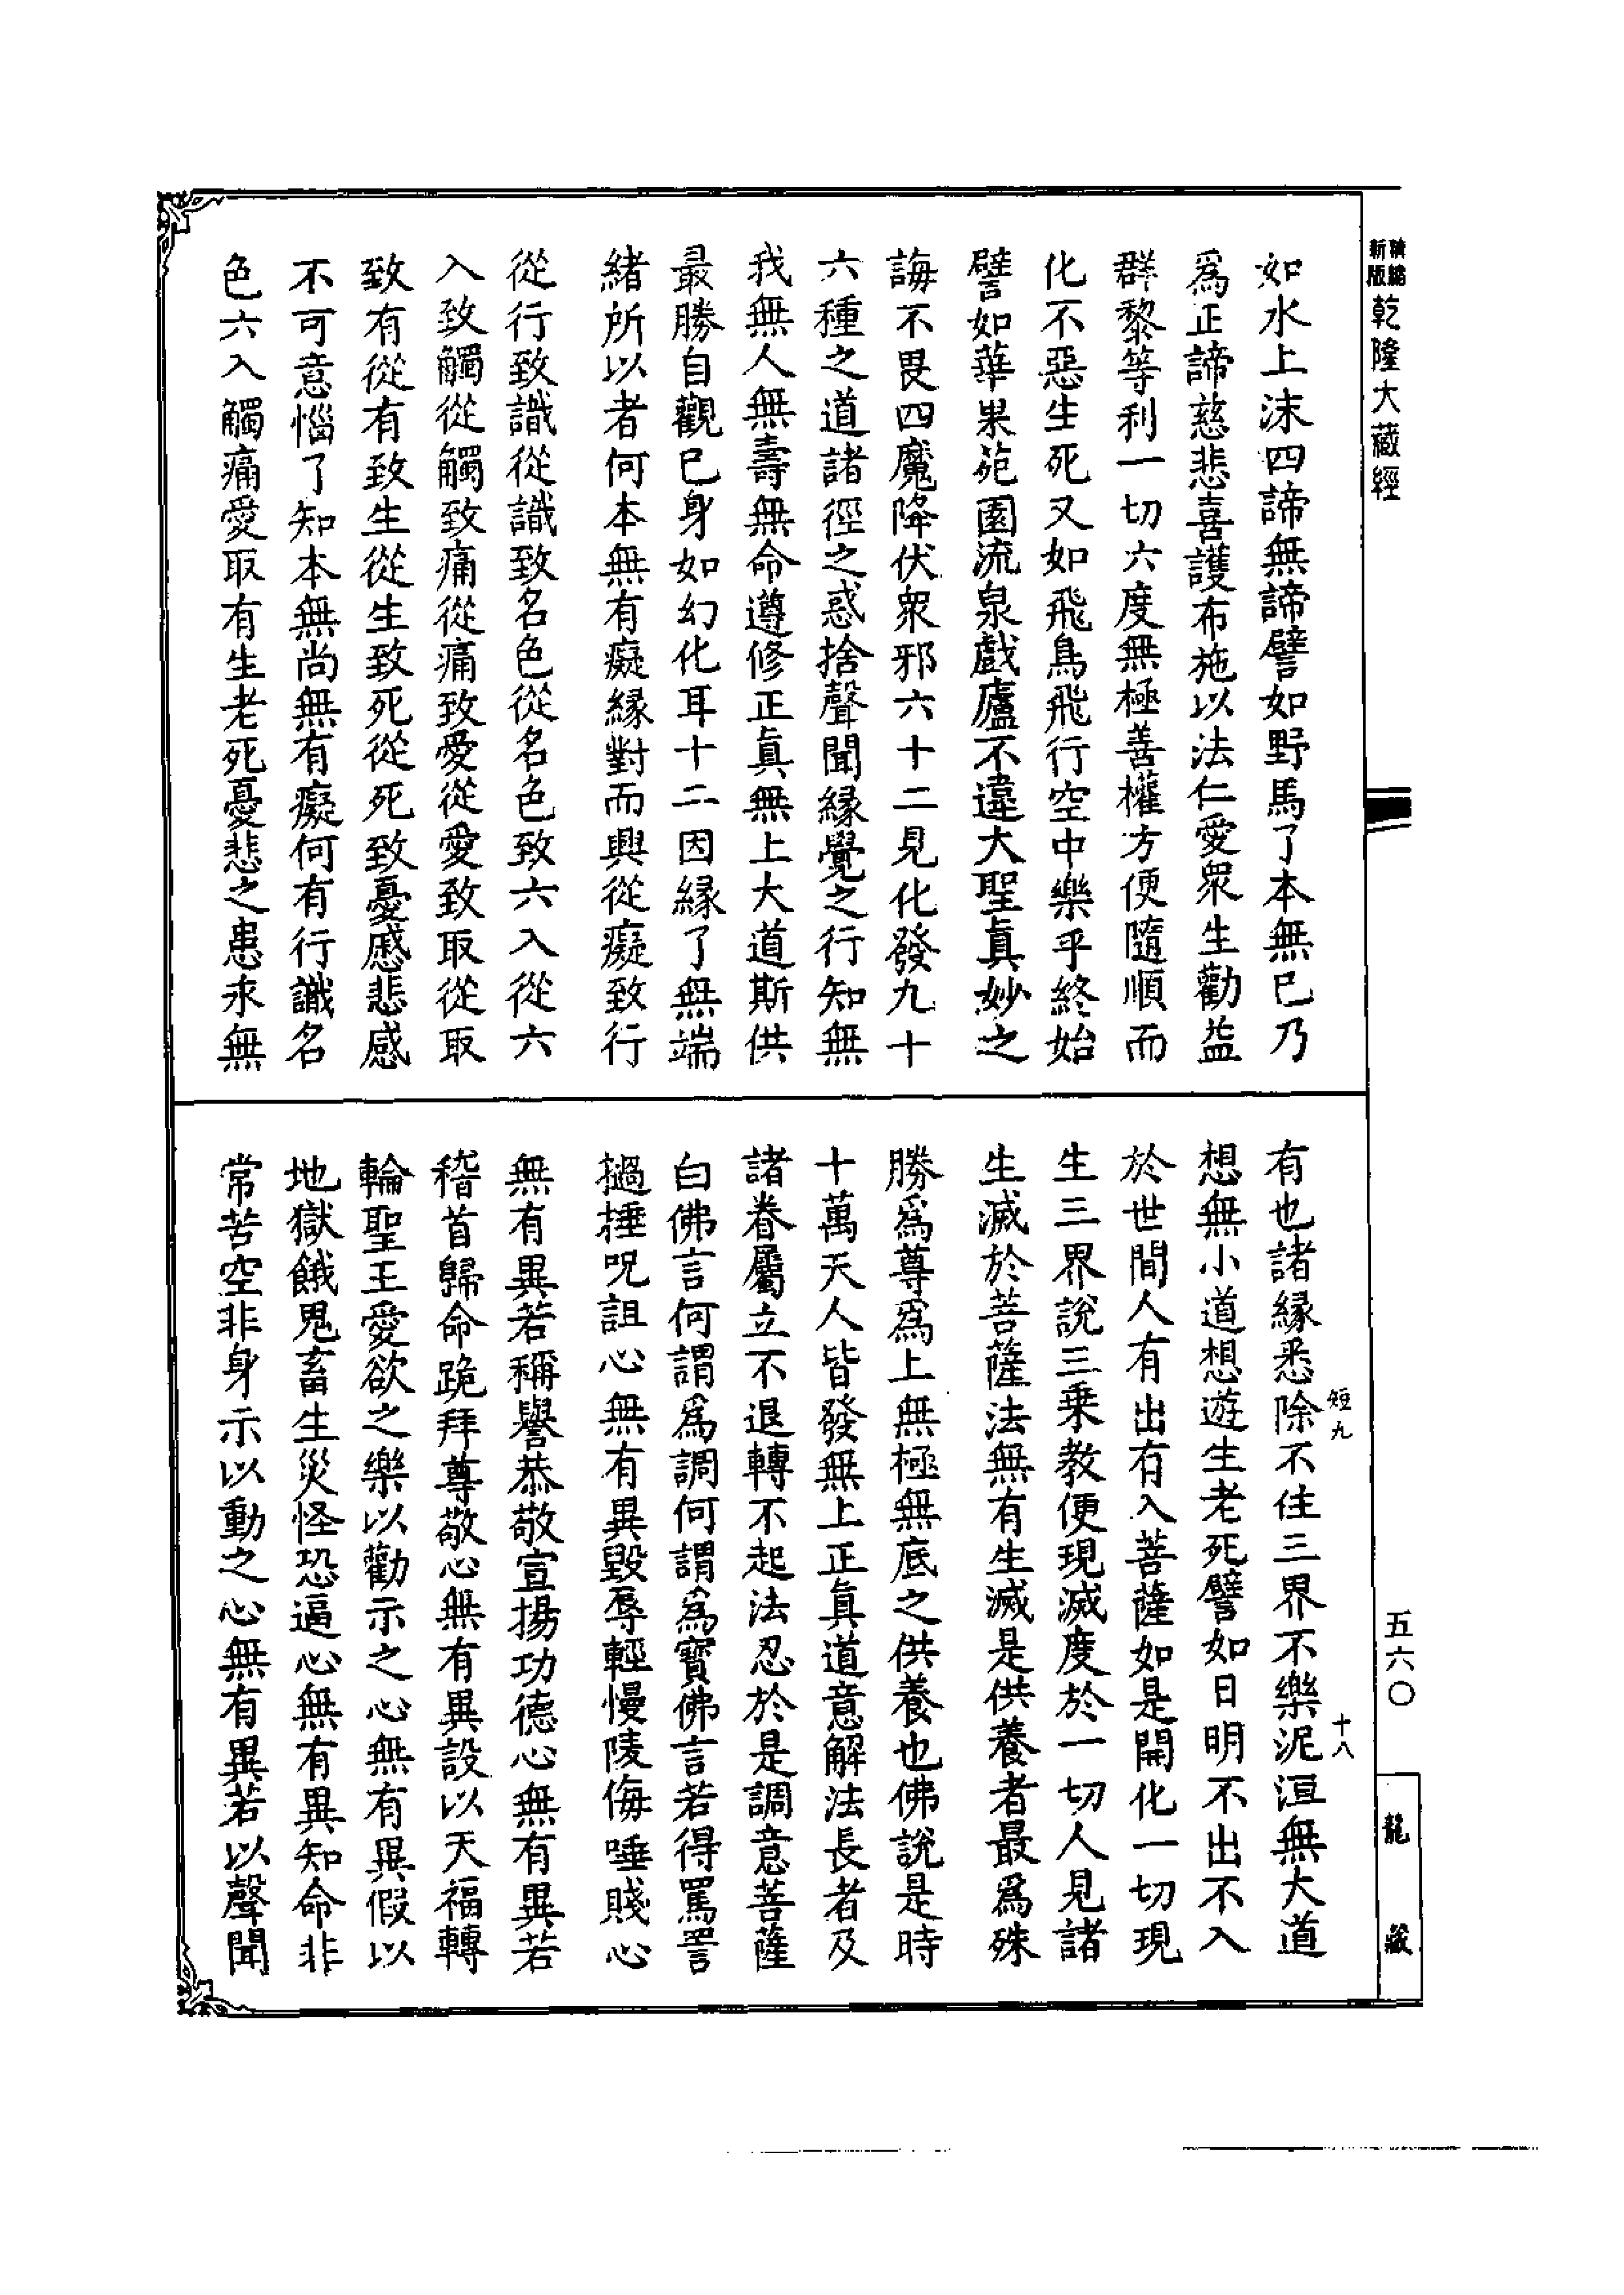 精縮新版乾隆大藏經
如水上沫四諦無諦譬如野馬了本無已乃
爲正諦慈悲喜護布施以法仁愛眾生勸益
群黎等利一切六度無極善權方便隨順而
化不惡生死又如飛鳥飛行空中樂乎終始
譬如華果苑園流泉戲廬不違大聖眞妙之
誨不畏四魔降伏眾邪六十二見化發九十
六種之道諸徑之惑捨聲聞緣覺之行知無
我無人無壽無命遵修正眞無上大道斯供
最勝自觀已身如幻化耳十二因緣了無端
緒所以者何本無有癡緣對而興從癡致行
從行致識從識致名色從名色致六入從六
入致觸從觸致痛從痛致愛從愛致取從取
致有從有致生從生致死從死致憂慼悲感
不可意惱了知本無尚無有癡何有行識名
色六入觸痛愛取有生老死憂悲之患永無
有也諸緣悉除不住三界不樂泥洹無大道
想無小道想遊生老死譬如日明不出不入
於世間人有出有入菩薩如是開化一切現
生三界說三乘教便現滅度於一切人見諸
生滅於菩薩法無有生滅是供養者最爲殊
勝爲尊爲上無極無底之供養也佛說是時
十萬天人皆發無上正眞道意解法長者及
諸眷屬立不退轉不起法忍於是調意菩薩
白佛言何謂爲調何謂爲寶佛言若得罵詈
撾捶呪詛心無有異毀辱輕慢陵侮唾賤心
無有異若稱譽恭敬宣揚功德心無有異若
稽首歸命跪拜尊敬心無有異設以天福轉
輪聖王愛欲之樂以勸示之心無有異假以
地獄餓鬼畜生災怪恐逼心無有異知命非
常苦空非身示以動之心無有異若以聲聞
短九
十八
五六〇
龍藏